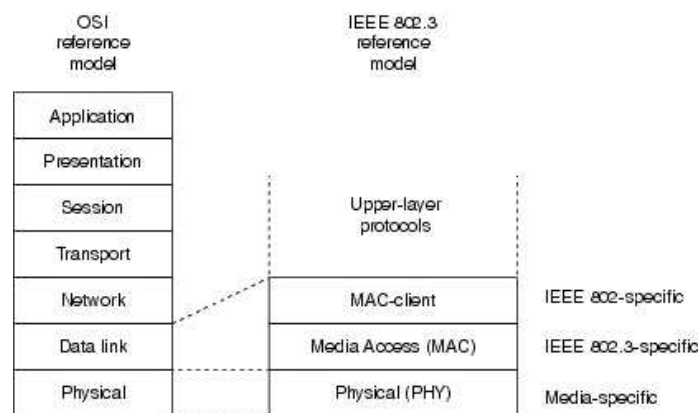 OSI
reference
model
IEEE 802.3
reference
model
Application
Presentation
Session
Transport
Network
Data link
Physical
Upper-layer
protocols
MAC-client
Media Access (MAC)
Physical (PHY)
IEEE 802-specific
IEEE 802.3-specific
Media-specific